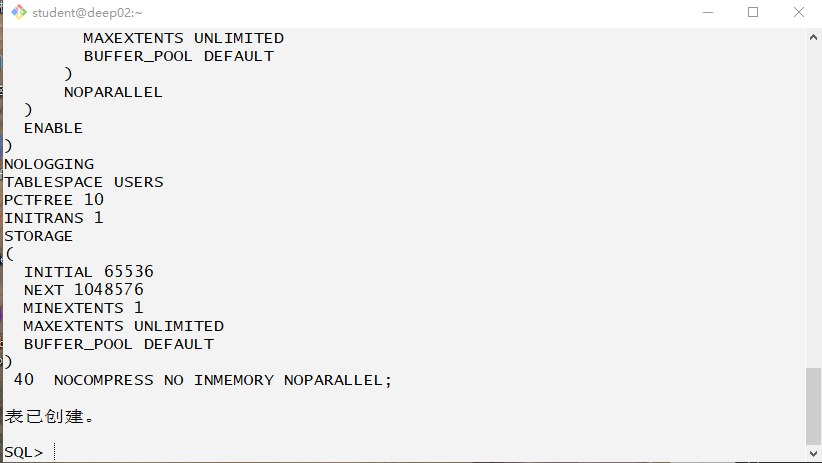 student@deep02:~
MAXEXTENTS UNLIMITED
BUFFER_POOL DEFAULT
)
NOPARALLEL
)
ENABLE
)
NOLOGGING
TABLESPACE USERS
PCTFREE 10
INITRANS 1
STORAGE
(
INITIAL 65536
NEXT 1048576
MINEXTENTS 1
MAXEXTENTS UNLIMITED
BUFFER_POOL DEFAULT
)
40  NOCOMPRESS NO INMEMORY NOPARALLEL;
表已创建。
SQL>